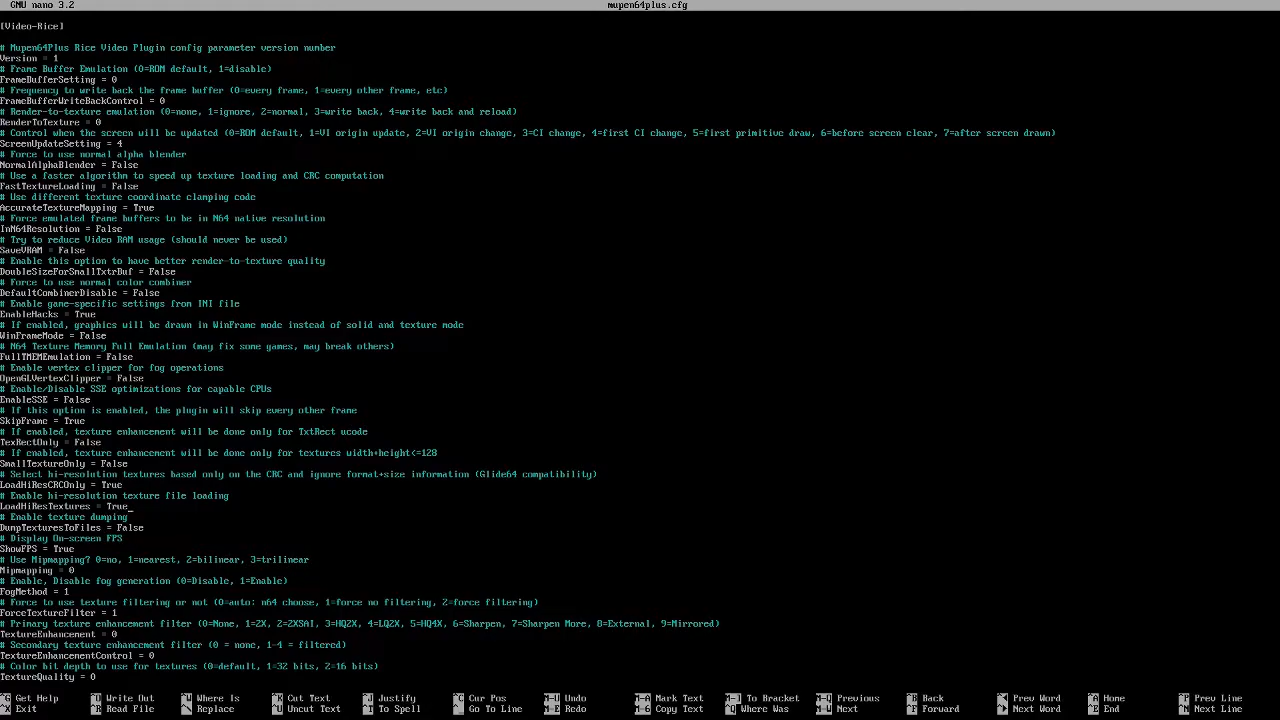 GNU nano 3.2 mupen64plus.cfg
[Video-Rice]
# Mupen64Plus Rice Video Plugin config parameter version number
Version = 1
# Frame Buffer Emulation (0=ROM default, 1=disable)
FrameBufferSetting = 0
# Frequency to write back the frame buffer (0=every frame, 1=every other frame, etc)
FrameBufferWriteBackControl = 0
# Render-to-texture emulation (0=none, 1=ignore, 2=normal, 3=write back, 4=write back and reload)
RenderToTexture = 0
# Control when the screen will be updated (0=ROM default, 1=VI origin update, 2=VI origin change, 3=CI change, 4=first CI change, 5=first primitive draw, 6=before screen clear, 7=after screen drawn)
ScreenUpdateSetting = 4
# Force to use normal alpha blender
NormalAlphaBlender = False
# Use a faster algorithm to speed up texture loading and CRC computation
FastTextureLoading = False
# Use different texture coordinate clamping code
AccurateTextureMapping = True
# Force emulated frame buffers to be in N64 native resolution
InN64Resolution = False
# Try to reduce Video RAM usage (should never be used)
SaveVRAM = False
# Enable this option to have better render-to-texture quality
DoubleSizeForSmallTxtrBuf = False
# Force to use normal color combiner
DefaultCombinerDisable = False
# Enable game-specific settings from INI file
EnableHacks = True
# If enabled, graphics will be drawn in WinFrame mode instead of solid and texture mode
WinFrameMode = False
# N64 Texture Memory Full Emulation (may fix some games, may break others)
FullTMEMEmulation = False
# Enable vertex clipper for fog operations
OpenGLVertexClipper = False
# Enable/Disable SSE optimizations for capable CPUs
EnableSSE = False
# If this option is enabled, the plugin will skip every other frame
SkipFrame = True
# If enabled, texture enhancement will be done only for TxtRect ucode
TexRectOnly = False
# If enabled, texture enhancement will be done only for textures width+height<=128
SmallTextureOnly = False
# Select hi-resolution textures based only on the CRC and ignore format+size information (Glide64 compatibility)
LoadHiResCRCOnly = True
# Enable hi-resolution texture file loading
LoadHiResTextures = True
# Enable texture dumping
DumpTexturesToFiles = False
# Display On-screen FPS
ShowFPS = True
# Use Mipmapping? 0=no, 1=nearest, 2=bilinear, 3=trilinear
Mipmapping = 0
# Enable, Disable fog generation (0=Disable, 1=Enable)
FogMethod = 1
# Force to use texture filtering or not (0=auto: n64 choose, 1=force no filtering, 2=force filtering)
ForceTextureFilter = 1
# Primary texture enhancement filter (0=None, 1=2X, 2=2XSAI, 3=HQ2X, 4=LQ2X, 5=HQ4X, 6=Sharpen, 7=Sharpen More, 8=External, 9=Mirrored)
TextureEnhancement = 0
# Secondary texture enhancement filter (0 = none, 1-4 = filtered)
TextureEnhancementControl = 0
# Color bit depth to use for textures (0=default, 1=32 bits, 2=16 bits)
TextureQuality = 0
^G Get Help ^O Write Out ^W Where Is ^K Cut Text ^J Justify ^C Cur Pos M-U Undo M-A Mark Text M-] To Bracket M-Q Previous ^B Back ^◀ Prev Word ^A Home ^P Prev Line
^X Exit ^R Read File ^\ Replace ^U Uncut Text ^T To Spell ^_ Go To Line M-E Redo M-6 Copy Text ^Q Where Was M-W Next ^F Forward ^▶ Next Word ^E End ^N Next Line